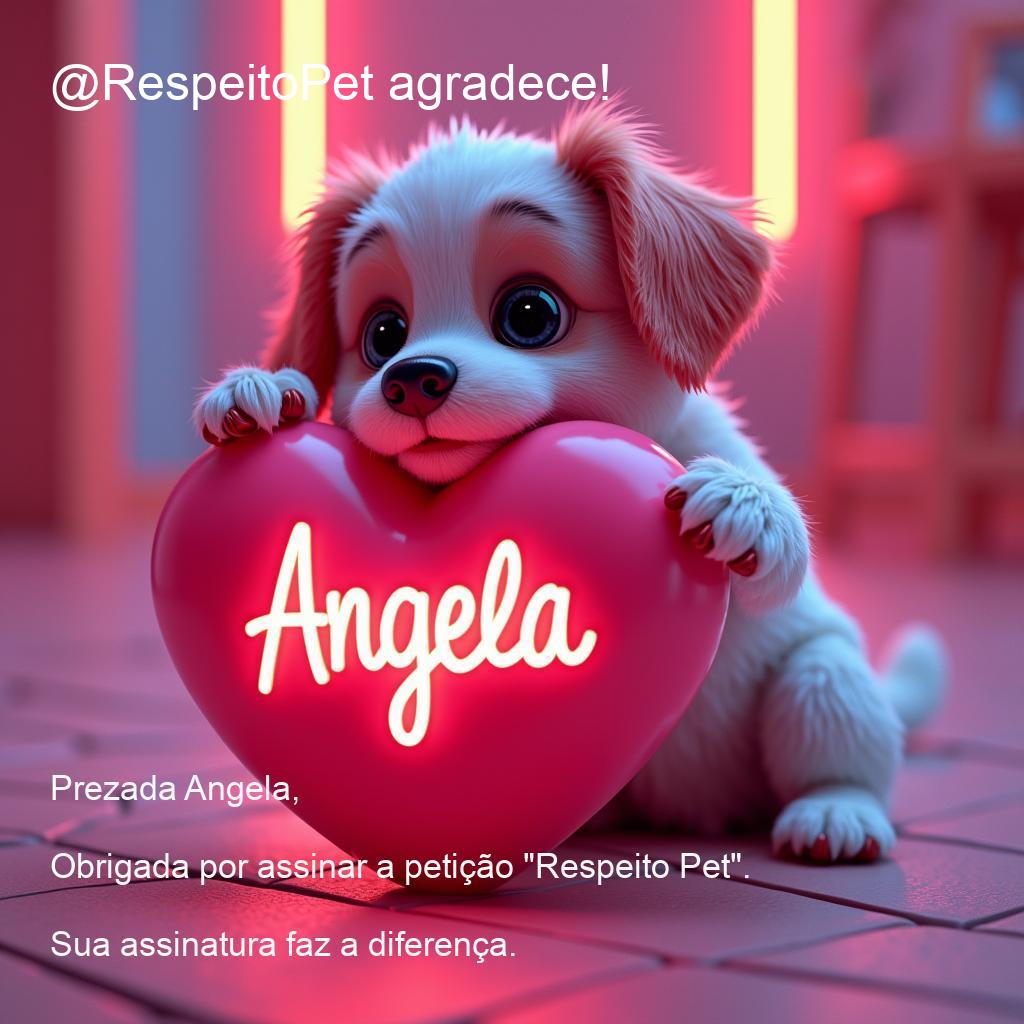 @RespeitoPet agradece!
Angela
Prezada Angela,
Obrigada por assinar a petição "Respeito Pet".
Sua assinatura faz a diferença.